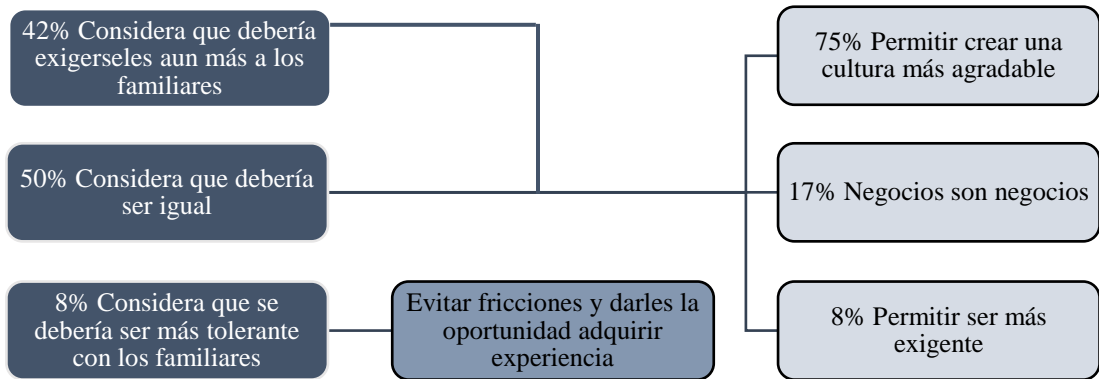 42% Considera que debería
exigerseles aun más a los
familiares
50% Considera que debería
ser igual
8% Considera que se
debería ser más tolerante
con los familiares
Evitar fricciones y darles la
oportunidad adquirir
experiencia
75% Permitir crear una
cultura más agradable
17% Negocios son negocios
8% Permitir ser más
exigente